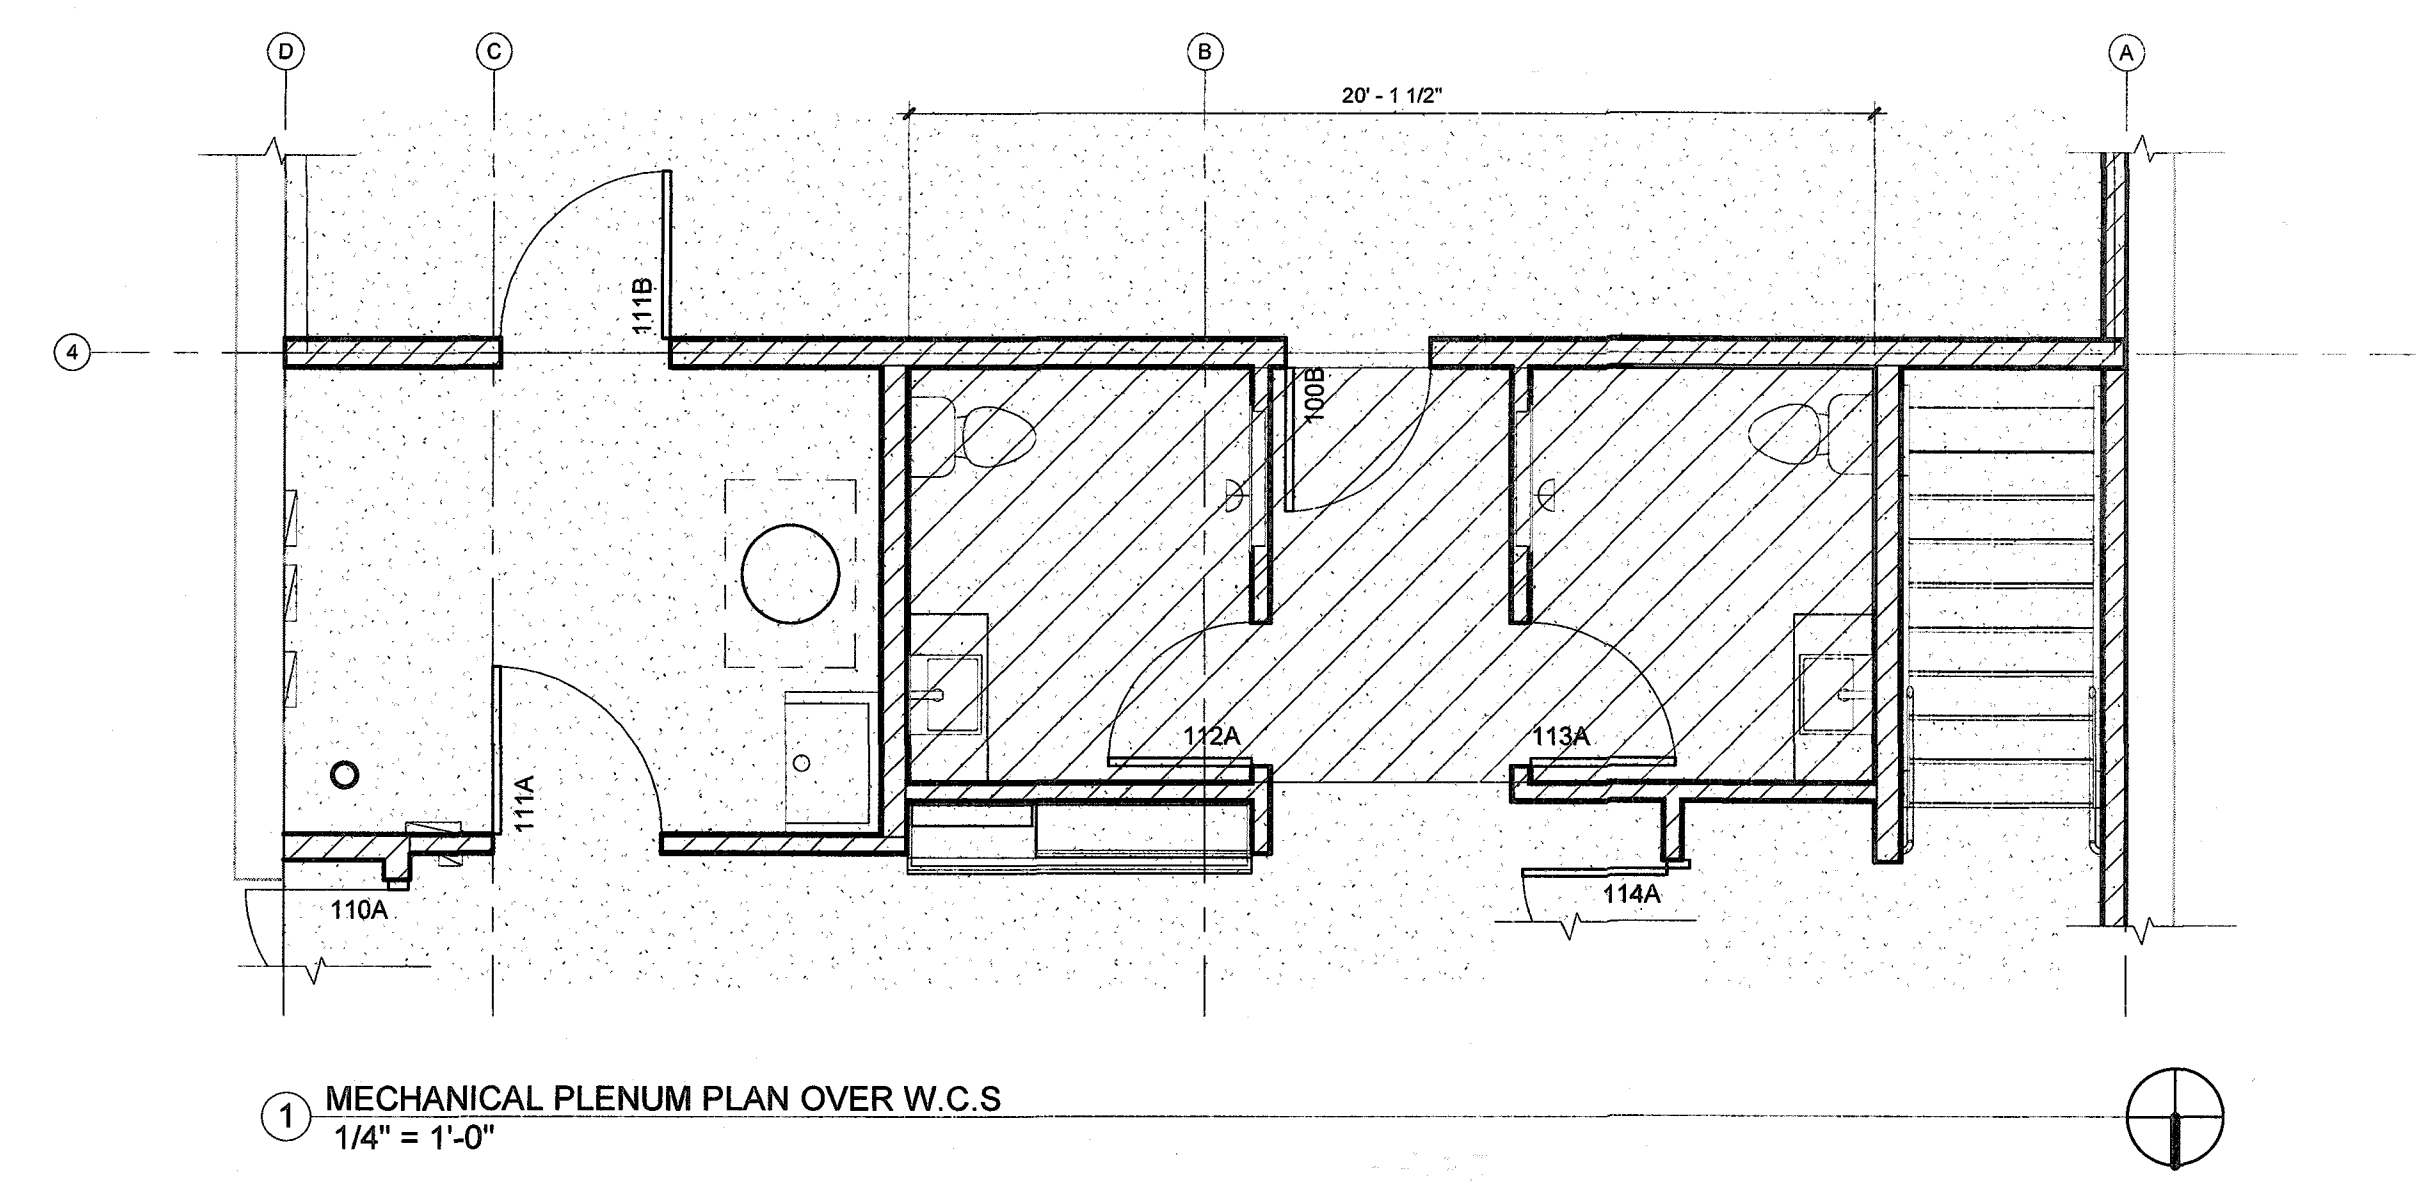 D
C
B
A
20' - 1 1/2"
111B
4
100B
112A
113A
111A
110A
114A
1
MECHANICAL PLENUM PLAN OVER W.C.S
1/4" = 1'-0"